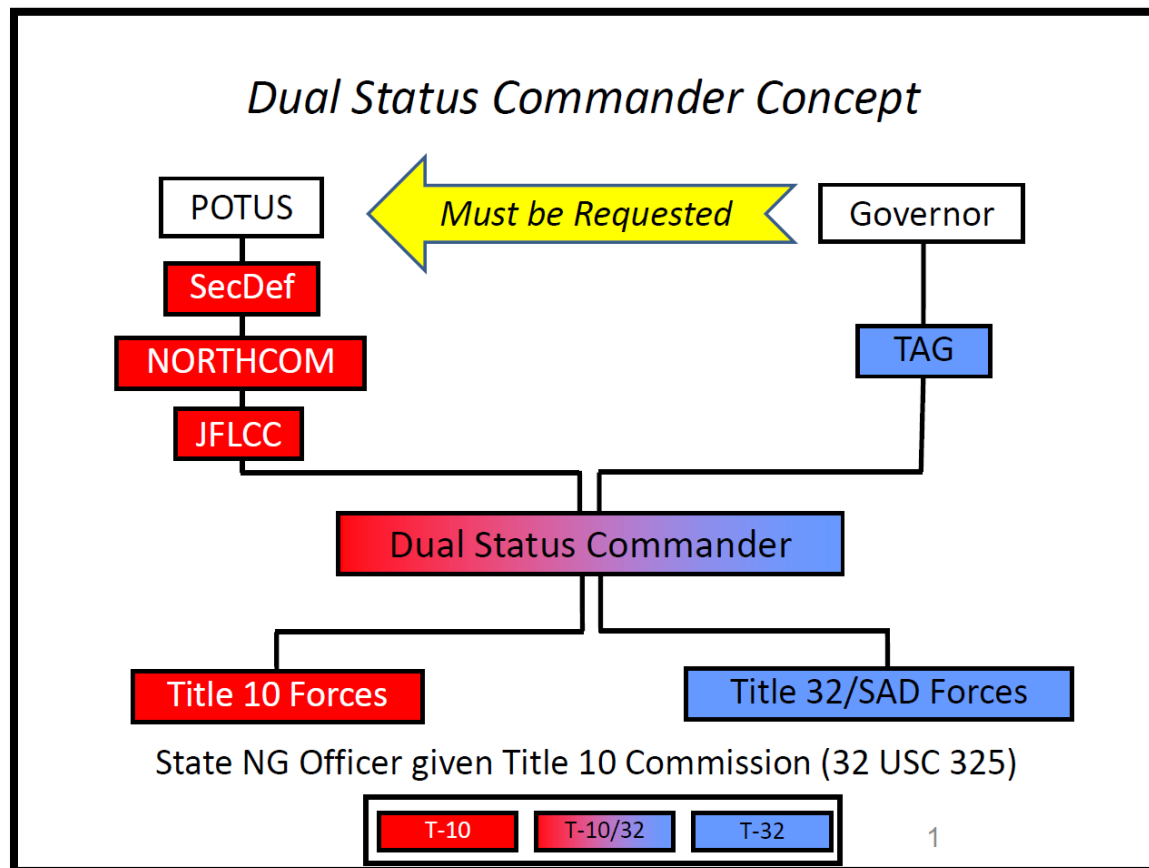 Dual Status Commander Concept
POTUS
Must be Requested
Governor
SecDef
NORTHCOM
TAG
JFLCC
Dual Status Commander
Title 10 Forces
Title 32/SAD Forces
State NG Officer given Title 10 Commission (32 USC 325)
T-10
T-10/32
T-32
1